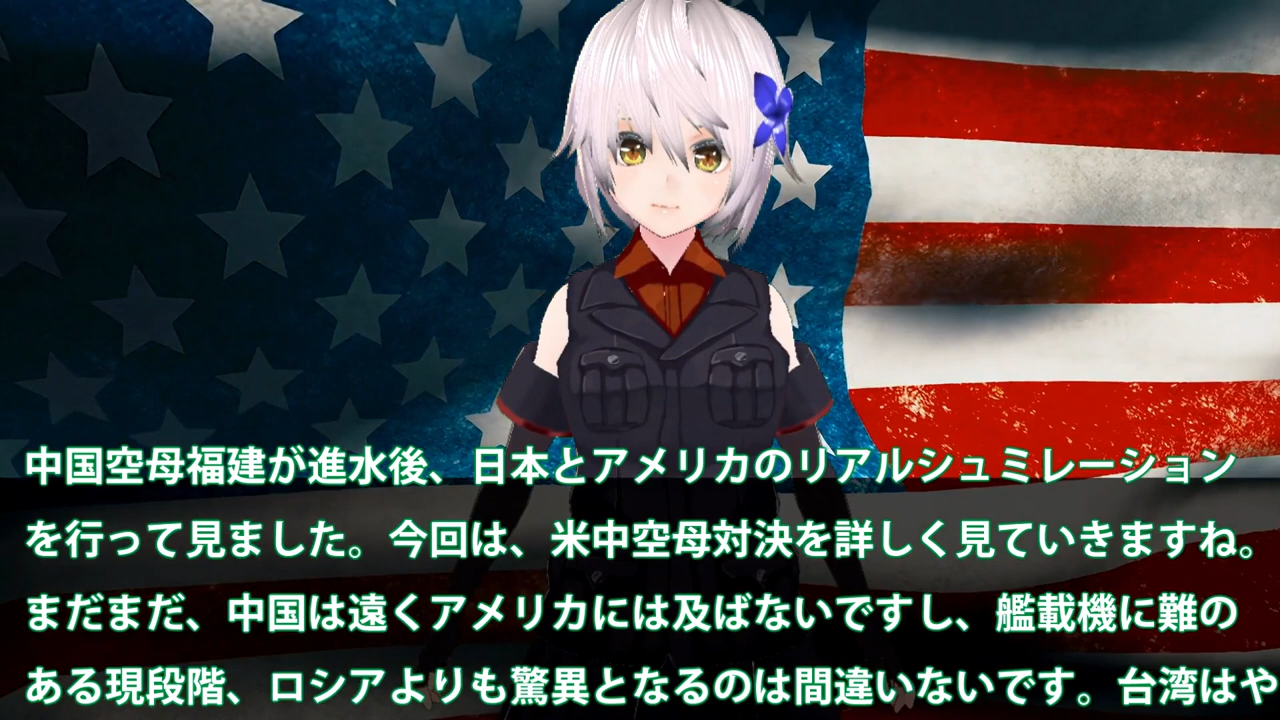 中国空母福建が進水後、日本とアメリカのリアルシュミレーション
を行って見ました。今回は、米中空母対決を詳しく見ていきますね。
まだまだ、中国は遠くアメリカには及ばないですし、艦載機に難の
ある現段階、ロシアよりも驚異となるのは間違いないです。台湾はや